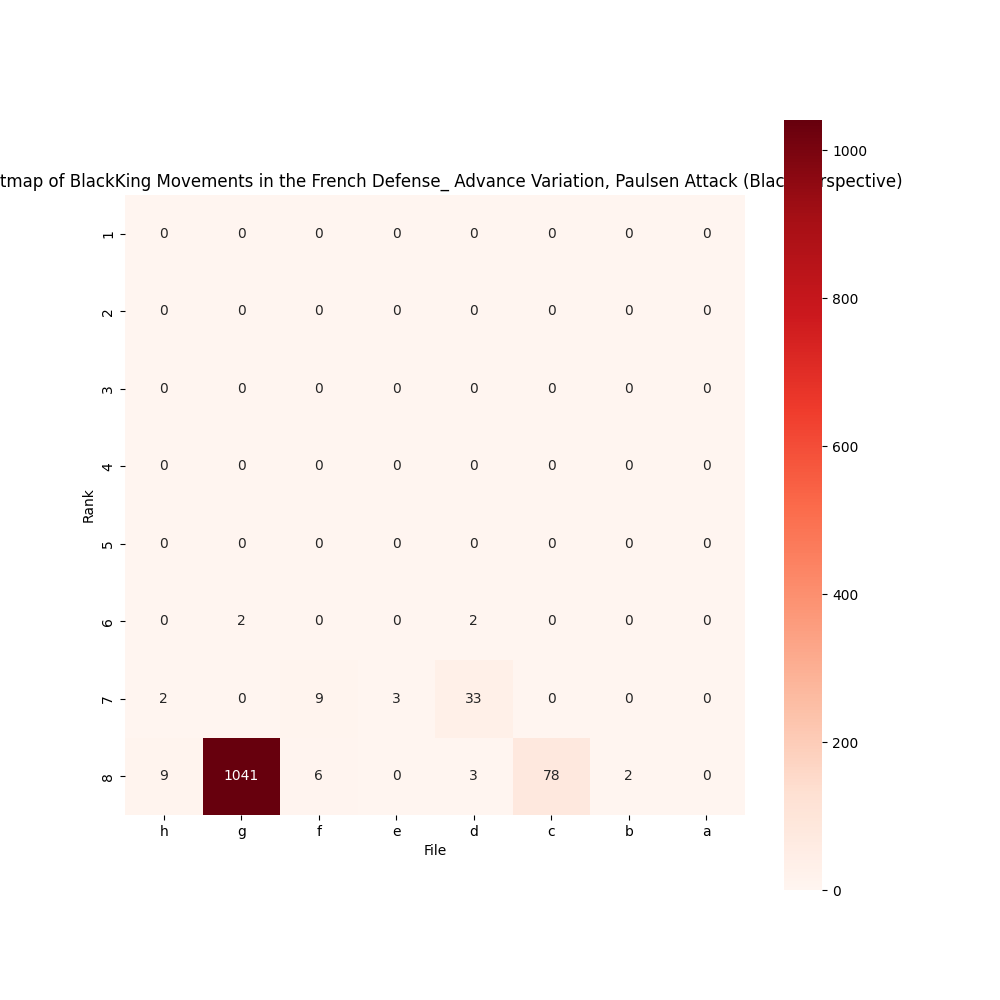 tmap of BlackKing Movements in the French Defense_ Advance Variation, Paulsen Attack (Blac rspective)
1 0 0 0 0 0 0 0 0
2 0 0 0 0 0 0 0 0
3 0 0 0 0 0 0 0 0
4 0 0 0 0 0 0 0 0
5 0 0 0 0 0 0 0 0
6 0 2 0 0 2 0 0 0
7 2 0 9 3 33 0 0 0
8 9 1041 6 0 3 78 2 0
h g f e d c b a
File
Rank
1000
800
600
400
200
0